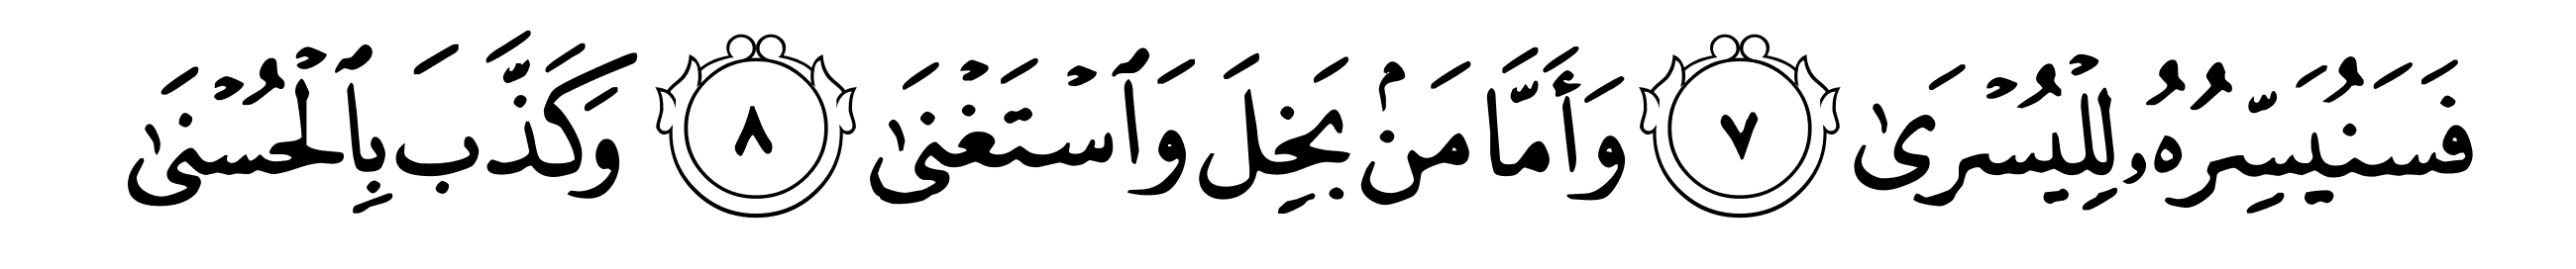 فَسَنُيَسِّرُهُۥ لِلْيُسْرَىٰ ٧ وَأَمَّا مَنۢ بَخِلَ وَٱسْتَغْنَىٰ ٨ وَكَذَّبَ بِٱلْحُسْنَىٰ